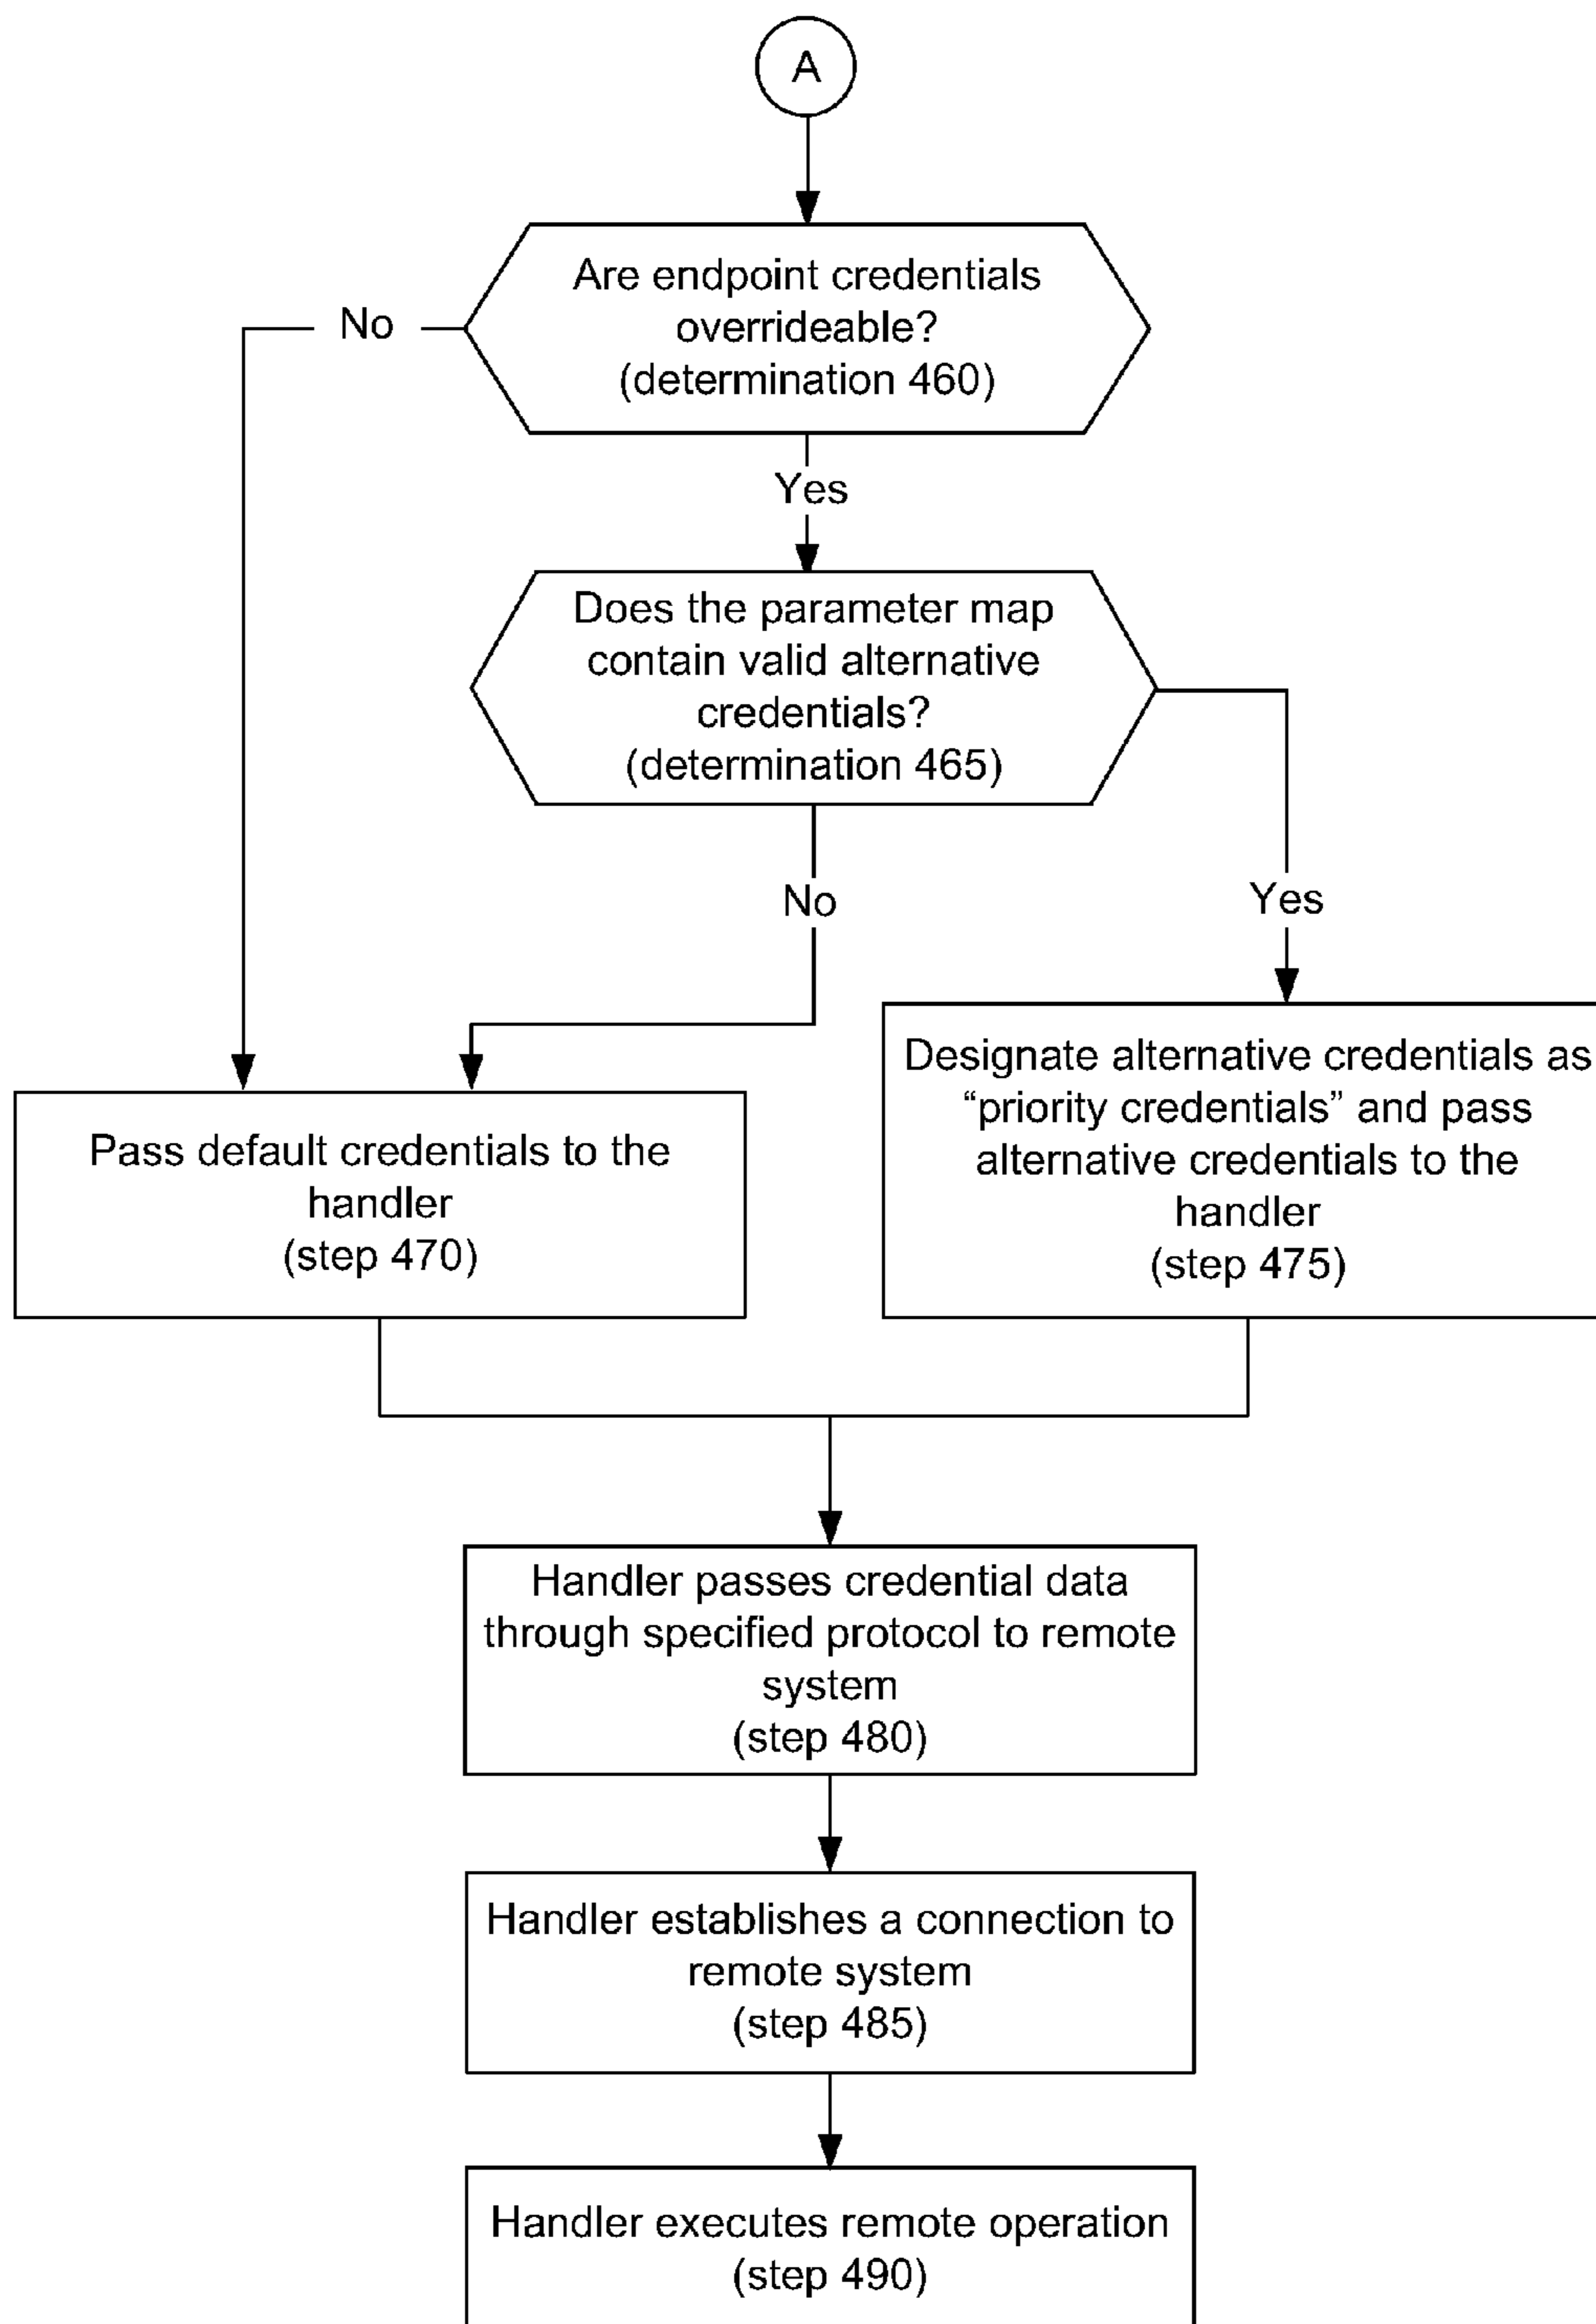 A
Are endpoint credentials
overrideable?
(determination 460)
No
Yes
Does the parameter map
contain valid alternative
credentials?
(determination 465)
No
Yes
Pass default credentials to the
handler
(step 470)
Designate alternative credentials as
“priority credentials” and pass
alternative credentials to the
handler
(step 475)
Handler passes credential data
through specified protocol to remote
system
(step 480)
Handler establishes a connection to
remote system
(step 485)
Handler executes remote operation
(step 490)